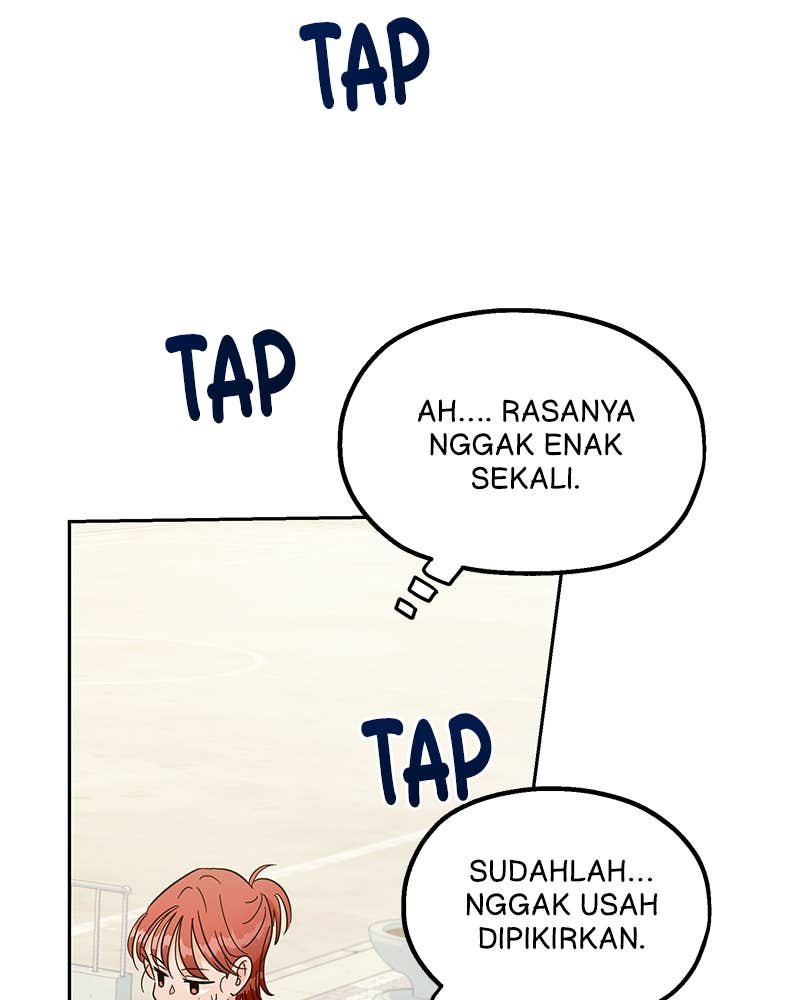 TAP
TAP
AH.... RASANYA
NGGAK ENAK
SEKALI.
TAP
SUDAHLAH...
NGGAK USAH
DIPIKIRKAN.